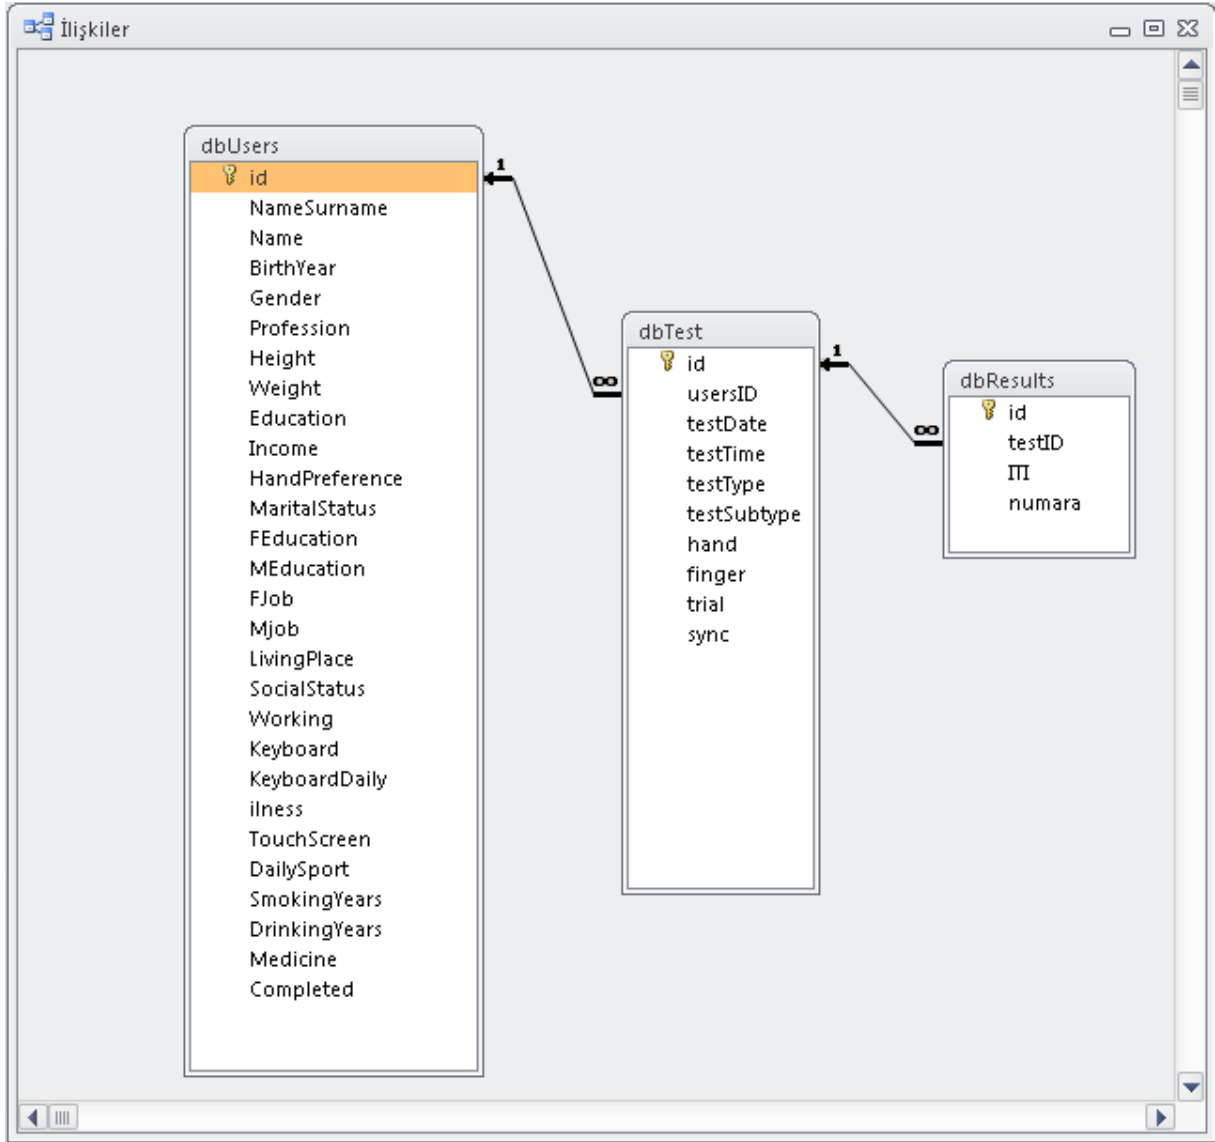 İlişkiler
dbUsers
id
NameSurname
Name
BirthYear
Gender
Profession
Height
Weight
Education
Income
HandPreference
MaritalStatus
FEducation
MEducation
FJob
Mjob
LivingPlace
SocialStatus
Working
Keyboard
KeyboardDaily
ilness
TouchScreen
DailySport
SmokingYears
DrinkingYears
Medicine
Completed
1
∞
dbTest
id
usersID
testDate
testTime
testType
testSubtype
hand
finger
trial
sync
1
∞
dbResults
id
testID
ITI
numara